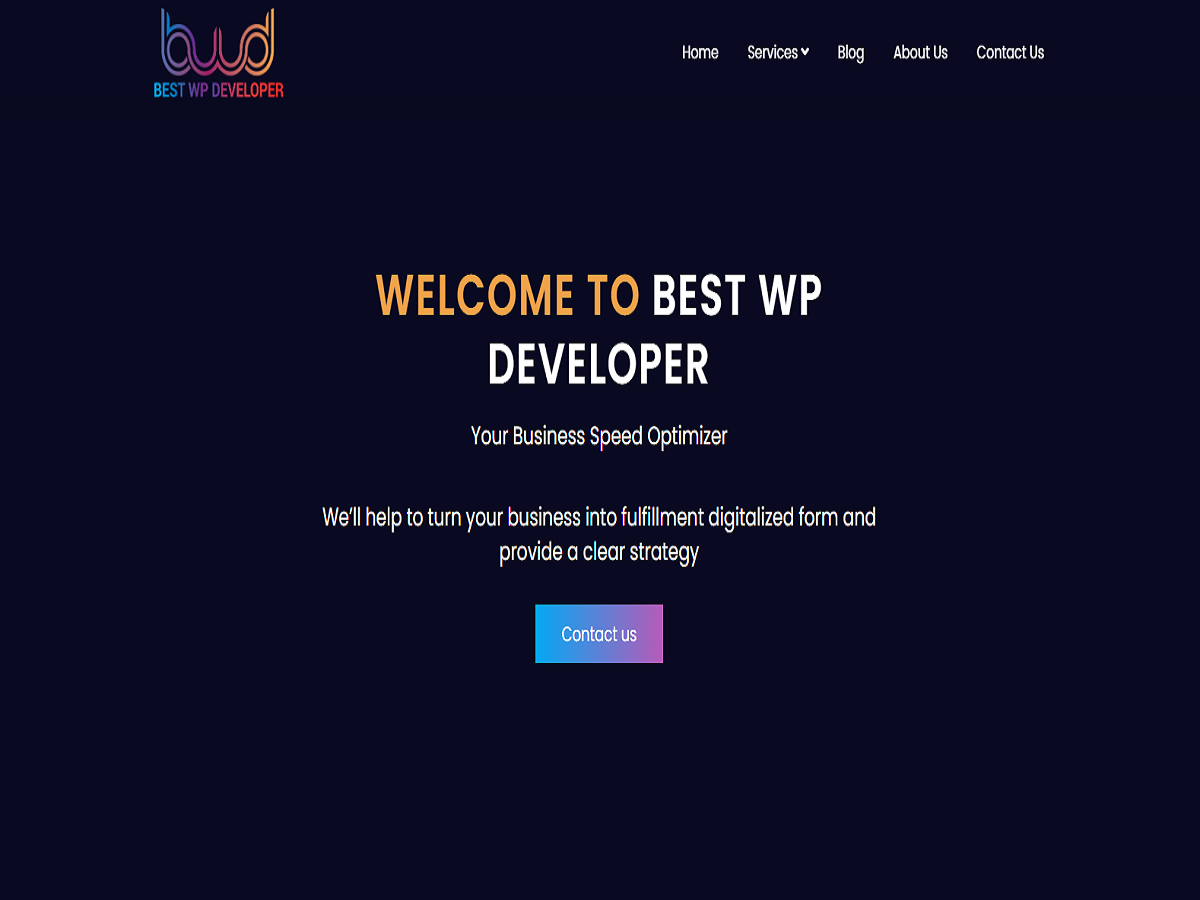 bwd
BEST WP DEVELOPER
Home Services Blog About Us Contact Us
WELCOME TO BEST WP
DEVELOPER
Your Business Speed Optimizer
We’ll help to turn your business into fulfillment digitalized form and
provide a clear strategy
Contact us